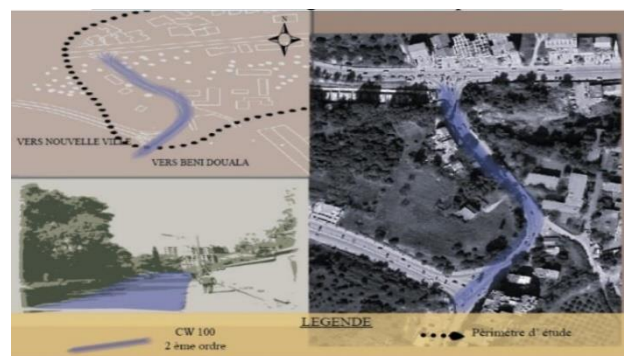 N
VERS NOUVELLE VILLE
VERS BENI DOUALA
LEGENDE
CW 100
2 ème ordre
Périmètre d' étude